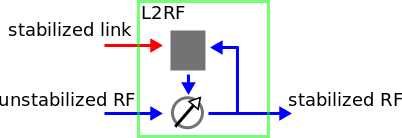 L2RF
stabilized link
unstabilized RF
stabilized RF